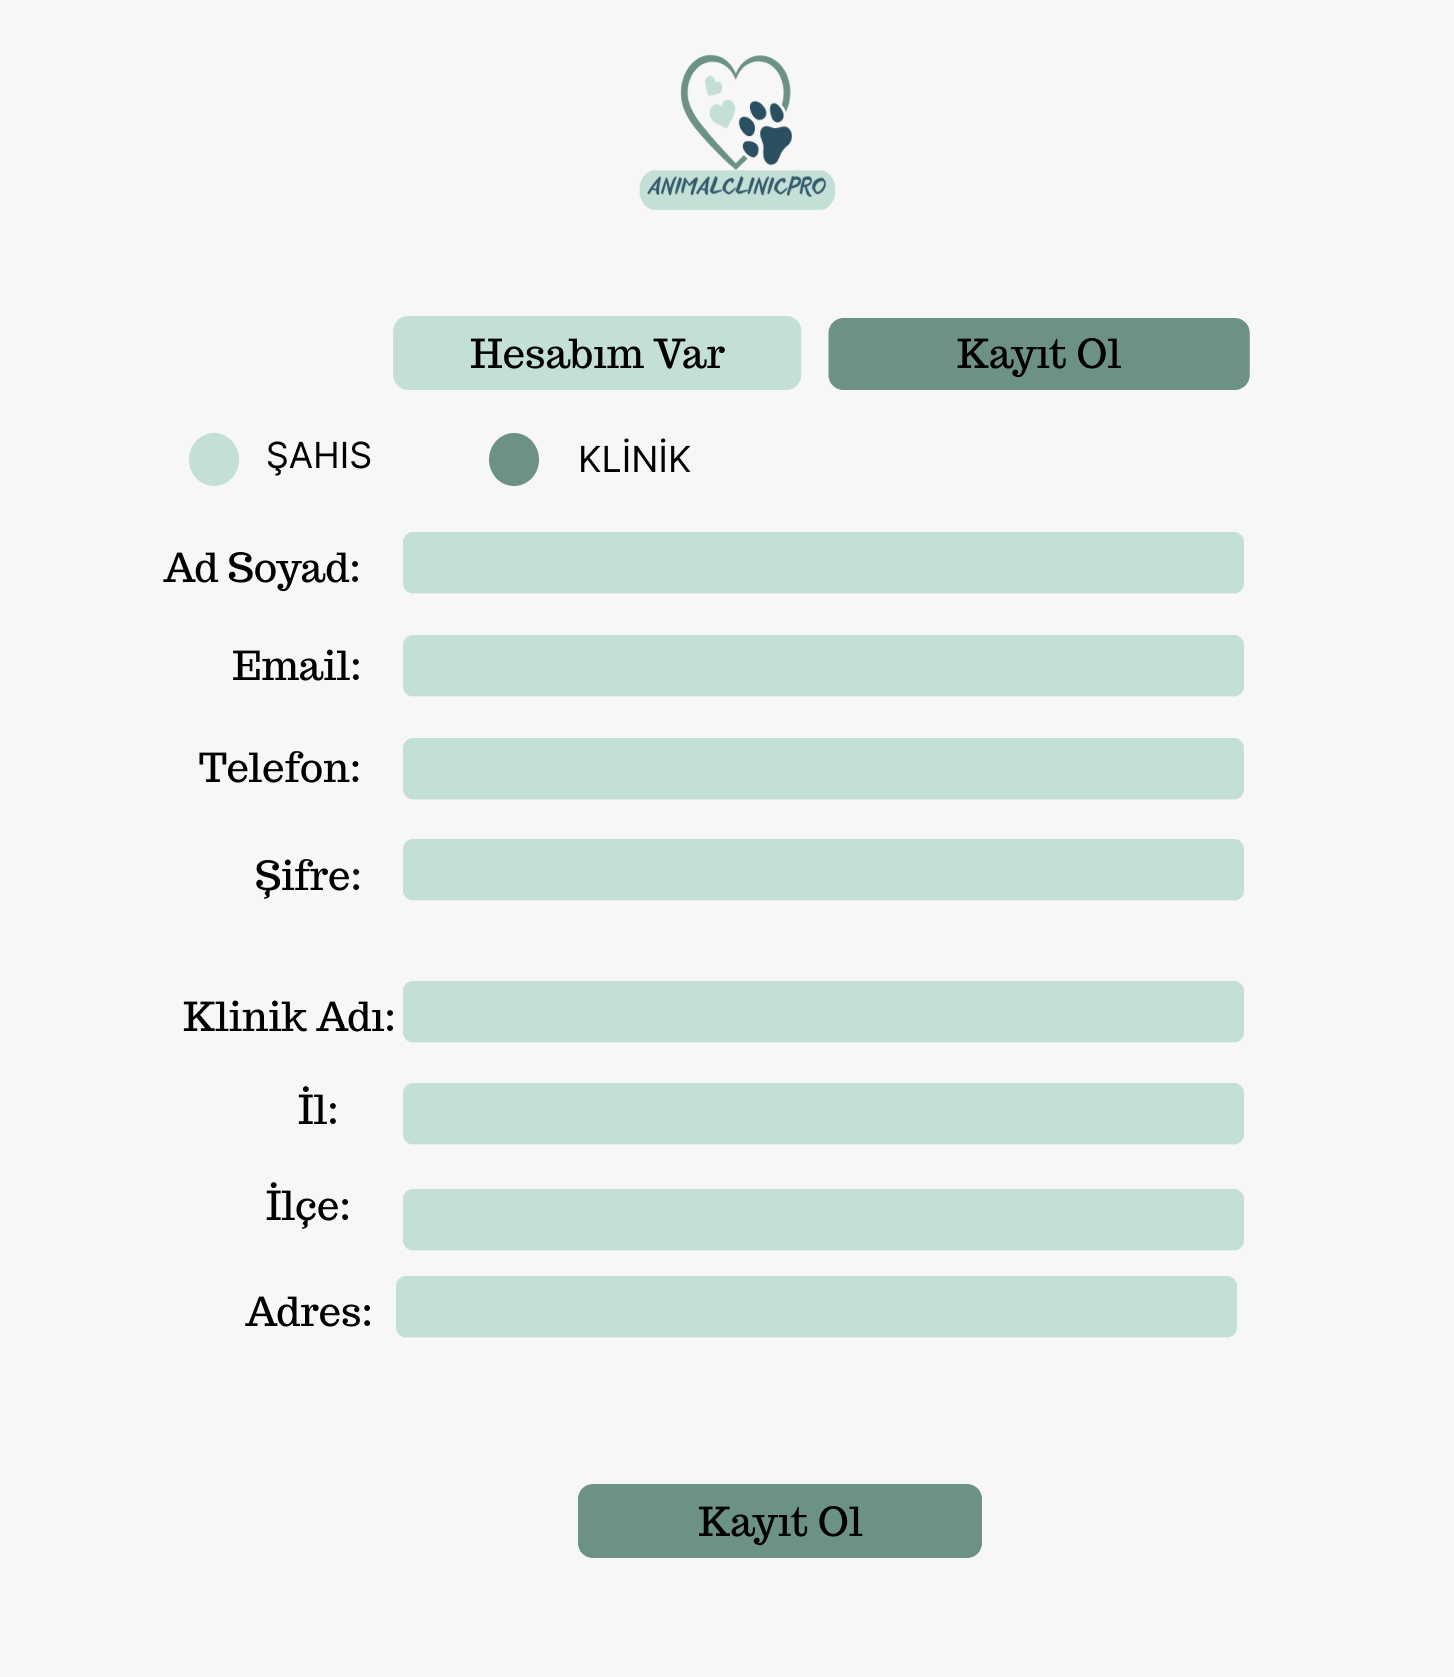 ANIMALCLINICPRO
Hesabım Var
Kayıt Ol
ŞAHIS
KLİNİK
Ad Soyad:
Email:
Telefon:
Şifre:
Klinik Adı:
İl:
İlçe:
Adres:
Kayıt Ol